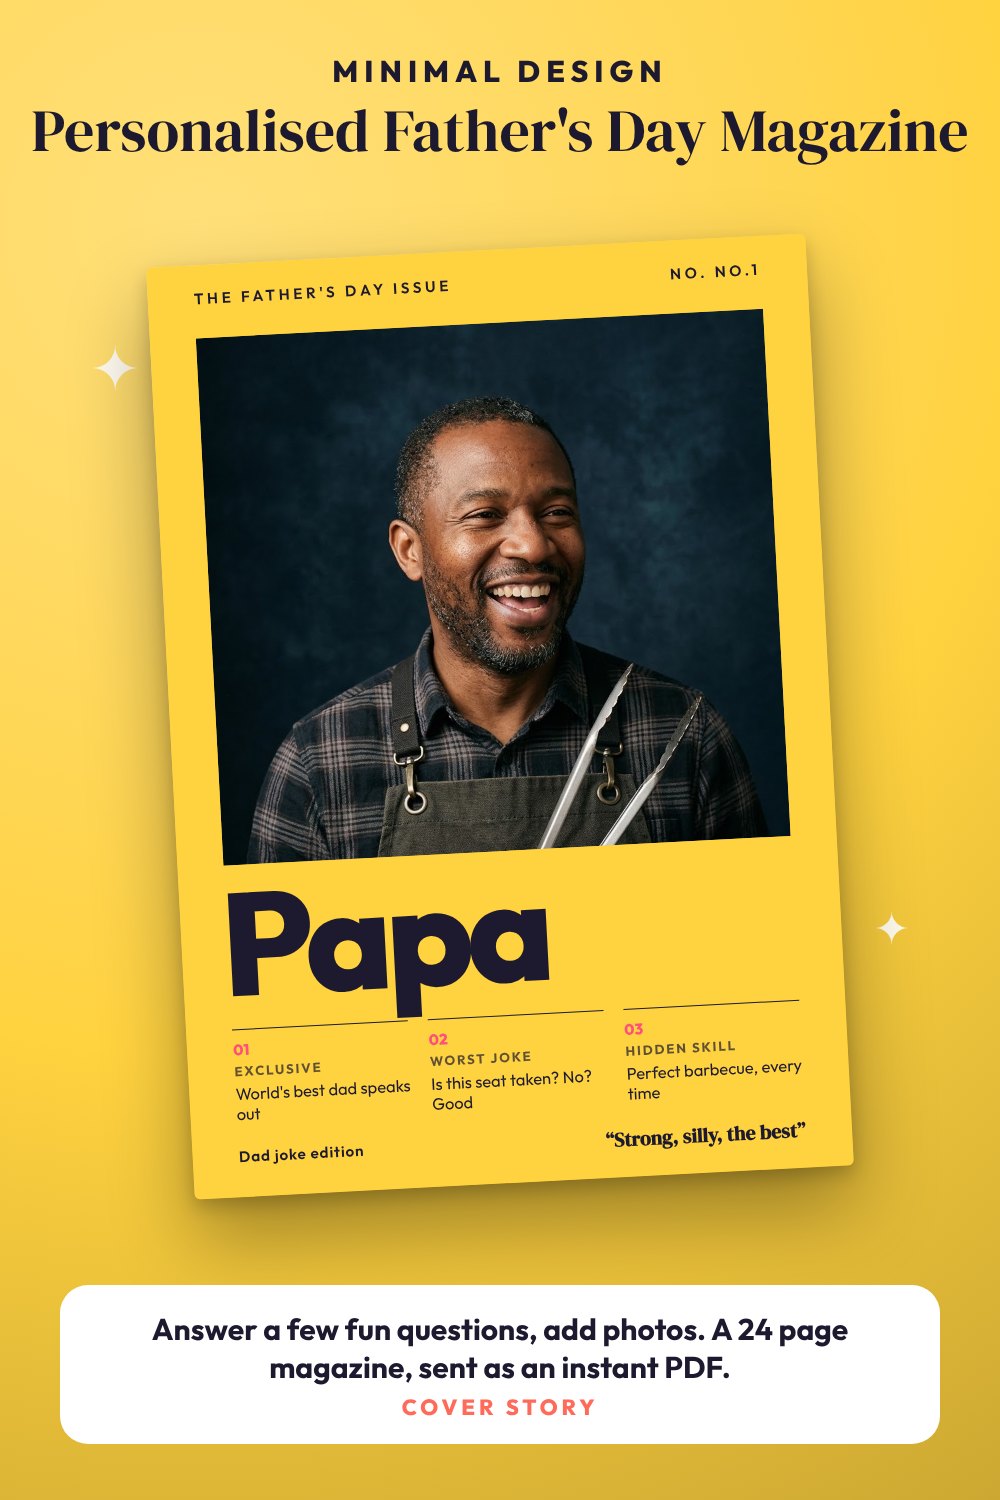 MINIMAL DESIGN
Personalised Father's Day Magazine
THE FATHER'S DAY ISSUE
NO. NO.1
Papa
01
EXCLUSIVE
World's best dad speaks
out
02
WORST JOKE
Is this seat taken? No?
Good
03
HIDDEN SKILL
Perfect barbecue, every
time
Dad joke edition
“Strong, silly, the best”
Answer a few fun questions, add photos. A 24 page
magazine, sent as an instant PDF.
COVER STORY